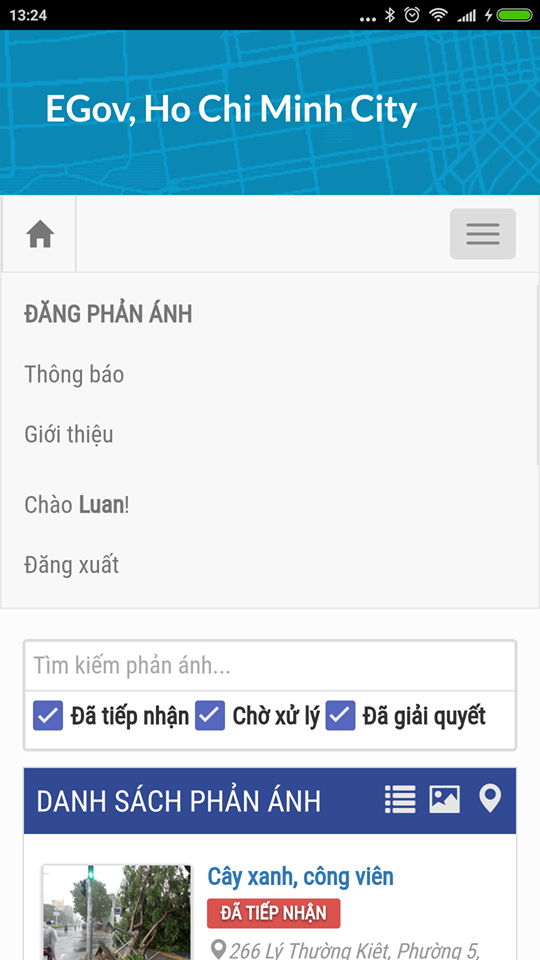 13:24
EGov, Ho Chi Minh City
ĐĂNG PHẢN ÁNH
Thông báo
Giới thiệu
Chào Luan!
Đăng xuất
Tìm kiếm phản ánh...
Đã tiếp nhận Chờ xử lý Đã giải quyết
DANH SÁCH PHẢN ÁNH
Cây xanh, công viên
ĐÃ TIẾP NHẬN
266 Lý Thường Kiệt, Phường 5,